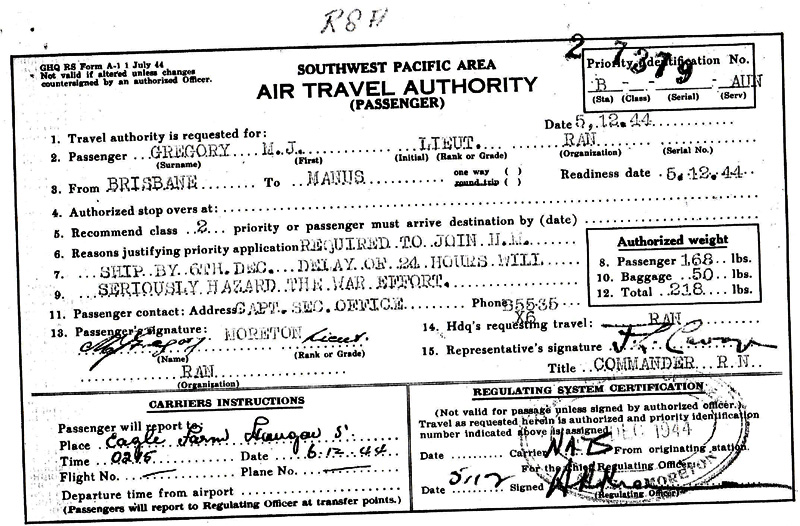 R S H
GHQ RS Form A-1 1 July 44
Not valid if altered unless changes
countersigned by an authorized Officer.
SOUTHWEST PACIFIC AREA
AIR TRAVEL AUTHORITY
(PASSENGER)
2 7379
Priority Identification No.
B - - - AUN
(Sta) (Class) (Serial) (Serv)
Date 5.12.44
1. Travel authority is requested for:
2. Passenger GREGORY M.J. LIEUT. RAN
(Surname) (First) (Initial) (Rank or Grade) (Organization) (Serial No.)
3. From BRISBANE To MANUS one way ( ) round trip ( ) Readiness date 5.12.44
4. Authorized stop overs at:
5. Recommend class 2 priority or passenger must arrive destination by (date)
6. Reasons justifying priority application REQUIRED TO JOIN H.M.
7. SHIP BY 6TH DEC. DELAY OF 24 HOURS WILL
9. SERIOUSLY HAZARD THE WAR EFFORT.
Authorized weight
8. Passenger 168 lbs.
10. Baggage 50 lbs.
12. Total 218 lbs.
11. Passenger contact: Address CAPT. SEC. OFFICE Phone B5535
X6
13. Passenger's signature: MORETON Lieut.
(Name) (Rank or Grade)
RAN
(Organization)
14. Hdq's requesting travel: RAN
15. Representative's signature
Title COMMANDER R.N.
CARRIERS INSTRUCTIONS
Passenger will report to
Place Eagle Farm Hangar 5
Time 0215 Date 6-12-44
Flight No. Plane No.
Departure time from airport
(Passengers will report to Regulating Officer at transfer points.)
REGULATING SYSTEM CERTIFICATION
(Not valid for passage unless signed by authorized officer.)
Travel as requested herein is authorized and priority identification
number indicated above is assigned.
DEC 1944
Date Carrier NATS From originating station.
For the Chief Regulating Officer:
Date 5/12 Signed
(Regulating Officer)
MORETON